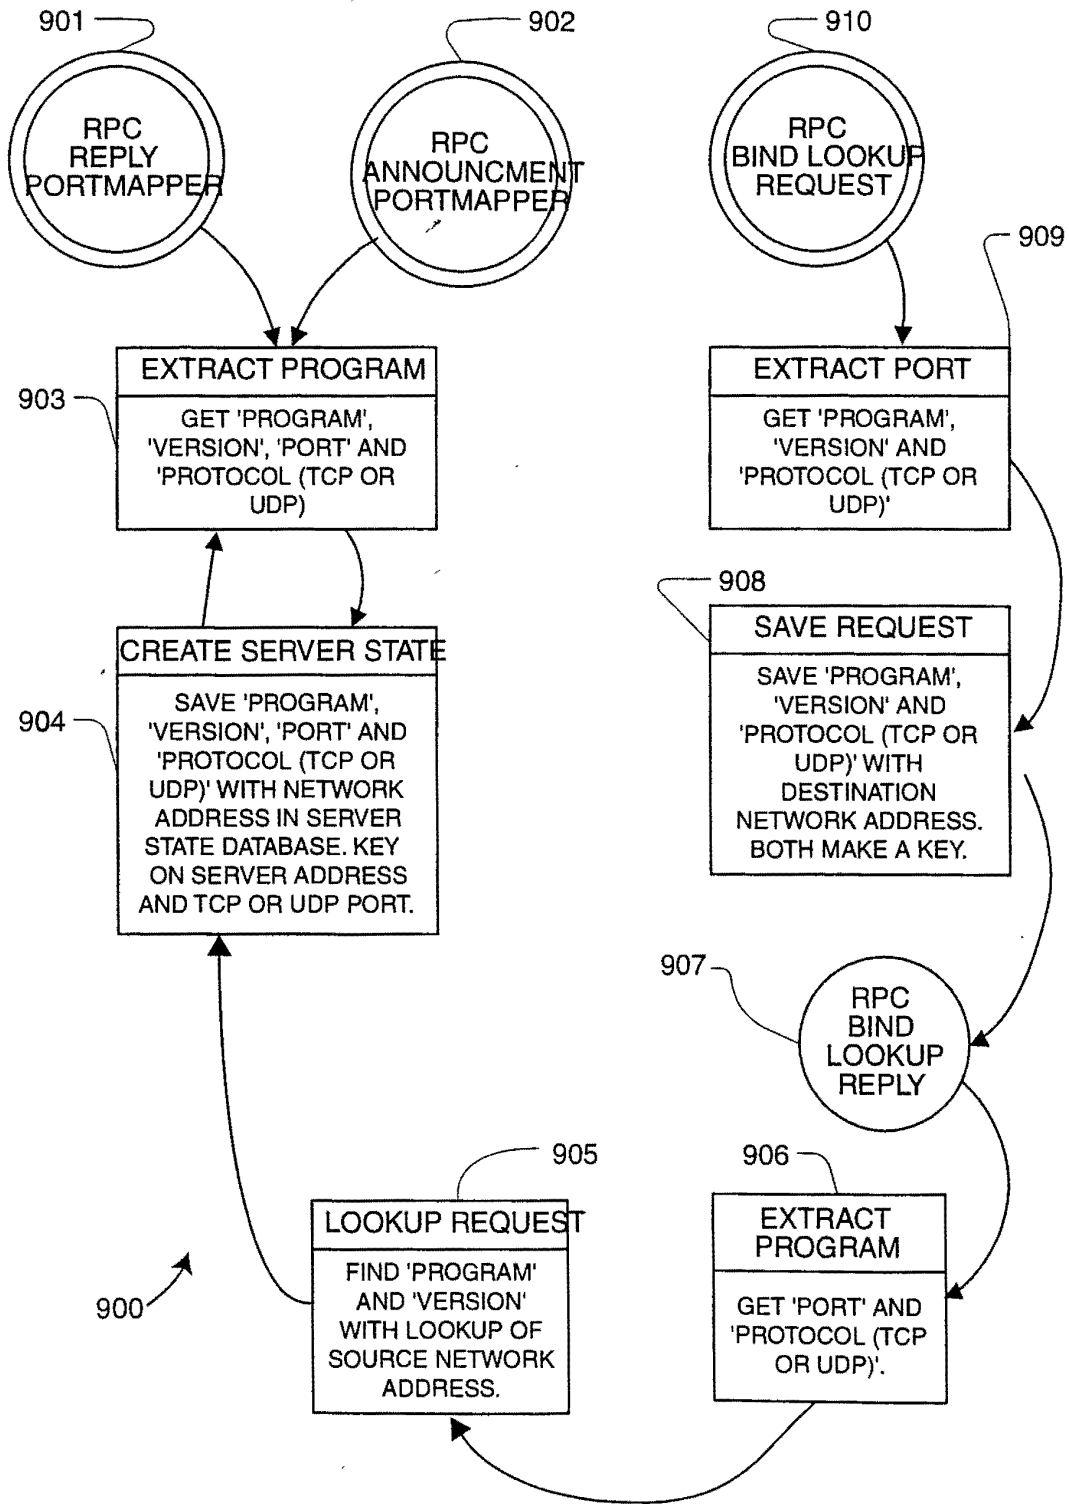 901
902
910
RPC
REPLY
PORTMAPPER
RPC
ANNOUNCMENT
PORTMAPPER
RPC
BIND LOOKUP
REQUEST
909
EXTRACT PROGRAM
903
GET 'PROGRAM',
'VERSION', 'PORT' AND
'PROTOCOL (TCP OR
UDP)
EXTRACT PORT
GET 'PROGRAM',
'VERSION' AND
'PROTOCOL (TCP OR
UDP)'
908
SAVE REQUEST
SAVE 'PROGRAM',
'VERSION' AND
'PROTOCOL (TCP OR
UDP)' WITH
DESTINATION
NETWORK ADDRESS.
BOTH MAKE A KEY.
CREATE SERVER STATE
904
SAVE 'PROGRAM',
'VERSION', 'PORT' AND
'PROTOCOL (TCP OR
UDP)' WITH NETWORK
ADDRESS IN SERVER
STATE DATABASE. KEY
ON SERVER ADDRESS
AND TCP OR UDP PORT.
907
RPC
BIND
LOOKUP
REPLY
905
LOOKUP REQUEST
FIND 'PROGRAM'
AND 'VERSION'
WITH LOOKUP OF
SOURCE NETWORK
ADDRESS.
906
EXTRACT
PROGRAM
GET 'PORT' AND
'PROTOCOL (TCP
OR UDP)'.
900